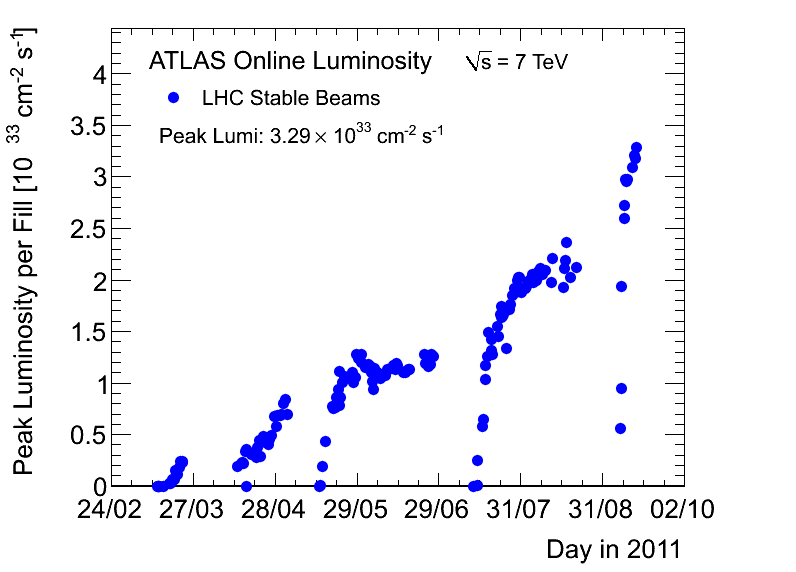 ATLAS Online Luminosity √s = 7 TeV
LHC Stable Beams
Peak Lumi: 3.29 × 10³³ cm⁻² s⁻¹
Peak Luminosity per Fill [10³³ cm⁻² s⁻¹]
4
3.5
3
2.5
2
1.5
1
0.5
0
24/02 27/03 28/04 29/05 29/06 31/07 31/08 02/10
Day in 2011